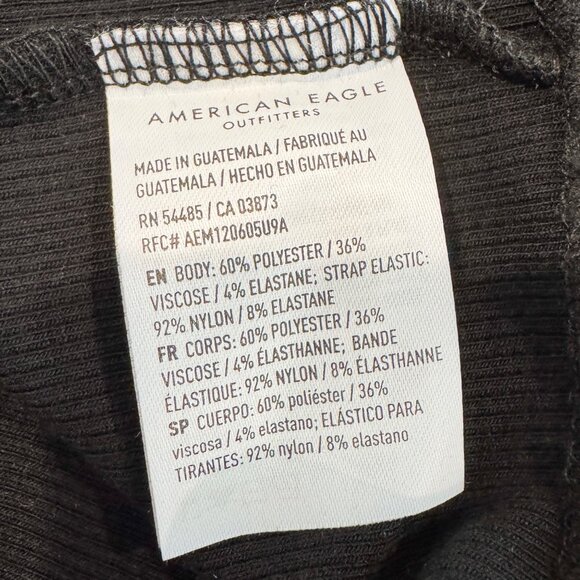 AMERICAN EAGLE
OUTFITTERS
MADE IN GUATEMALA / FABRIQUÉ AU
GUATEMALA / HECHO EN GUATEMALA
RN 54485 / CA 03873
RFC# AEM120605U9A
EN BODY: 60% POLYESTER / 36%
VISCOSE / 4% ELASTANE; STRAP ELASTIC:
92% NYLON / 8% ELASTANE
FR CORPS: 60% POLYESTER / 36%
VISCOSE / 4% ÉLASTHANNE; BANDE
ÉLASTIQUE: 92% NYLON / 8% ÉLASTHANNE
SP CUERPO: 60% poliéster / 36%
viscosa / 4% elastano; ELÁSTICO PARA
TIRANTES: 92% nylon / 8% elastano